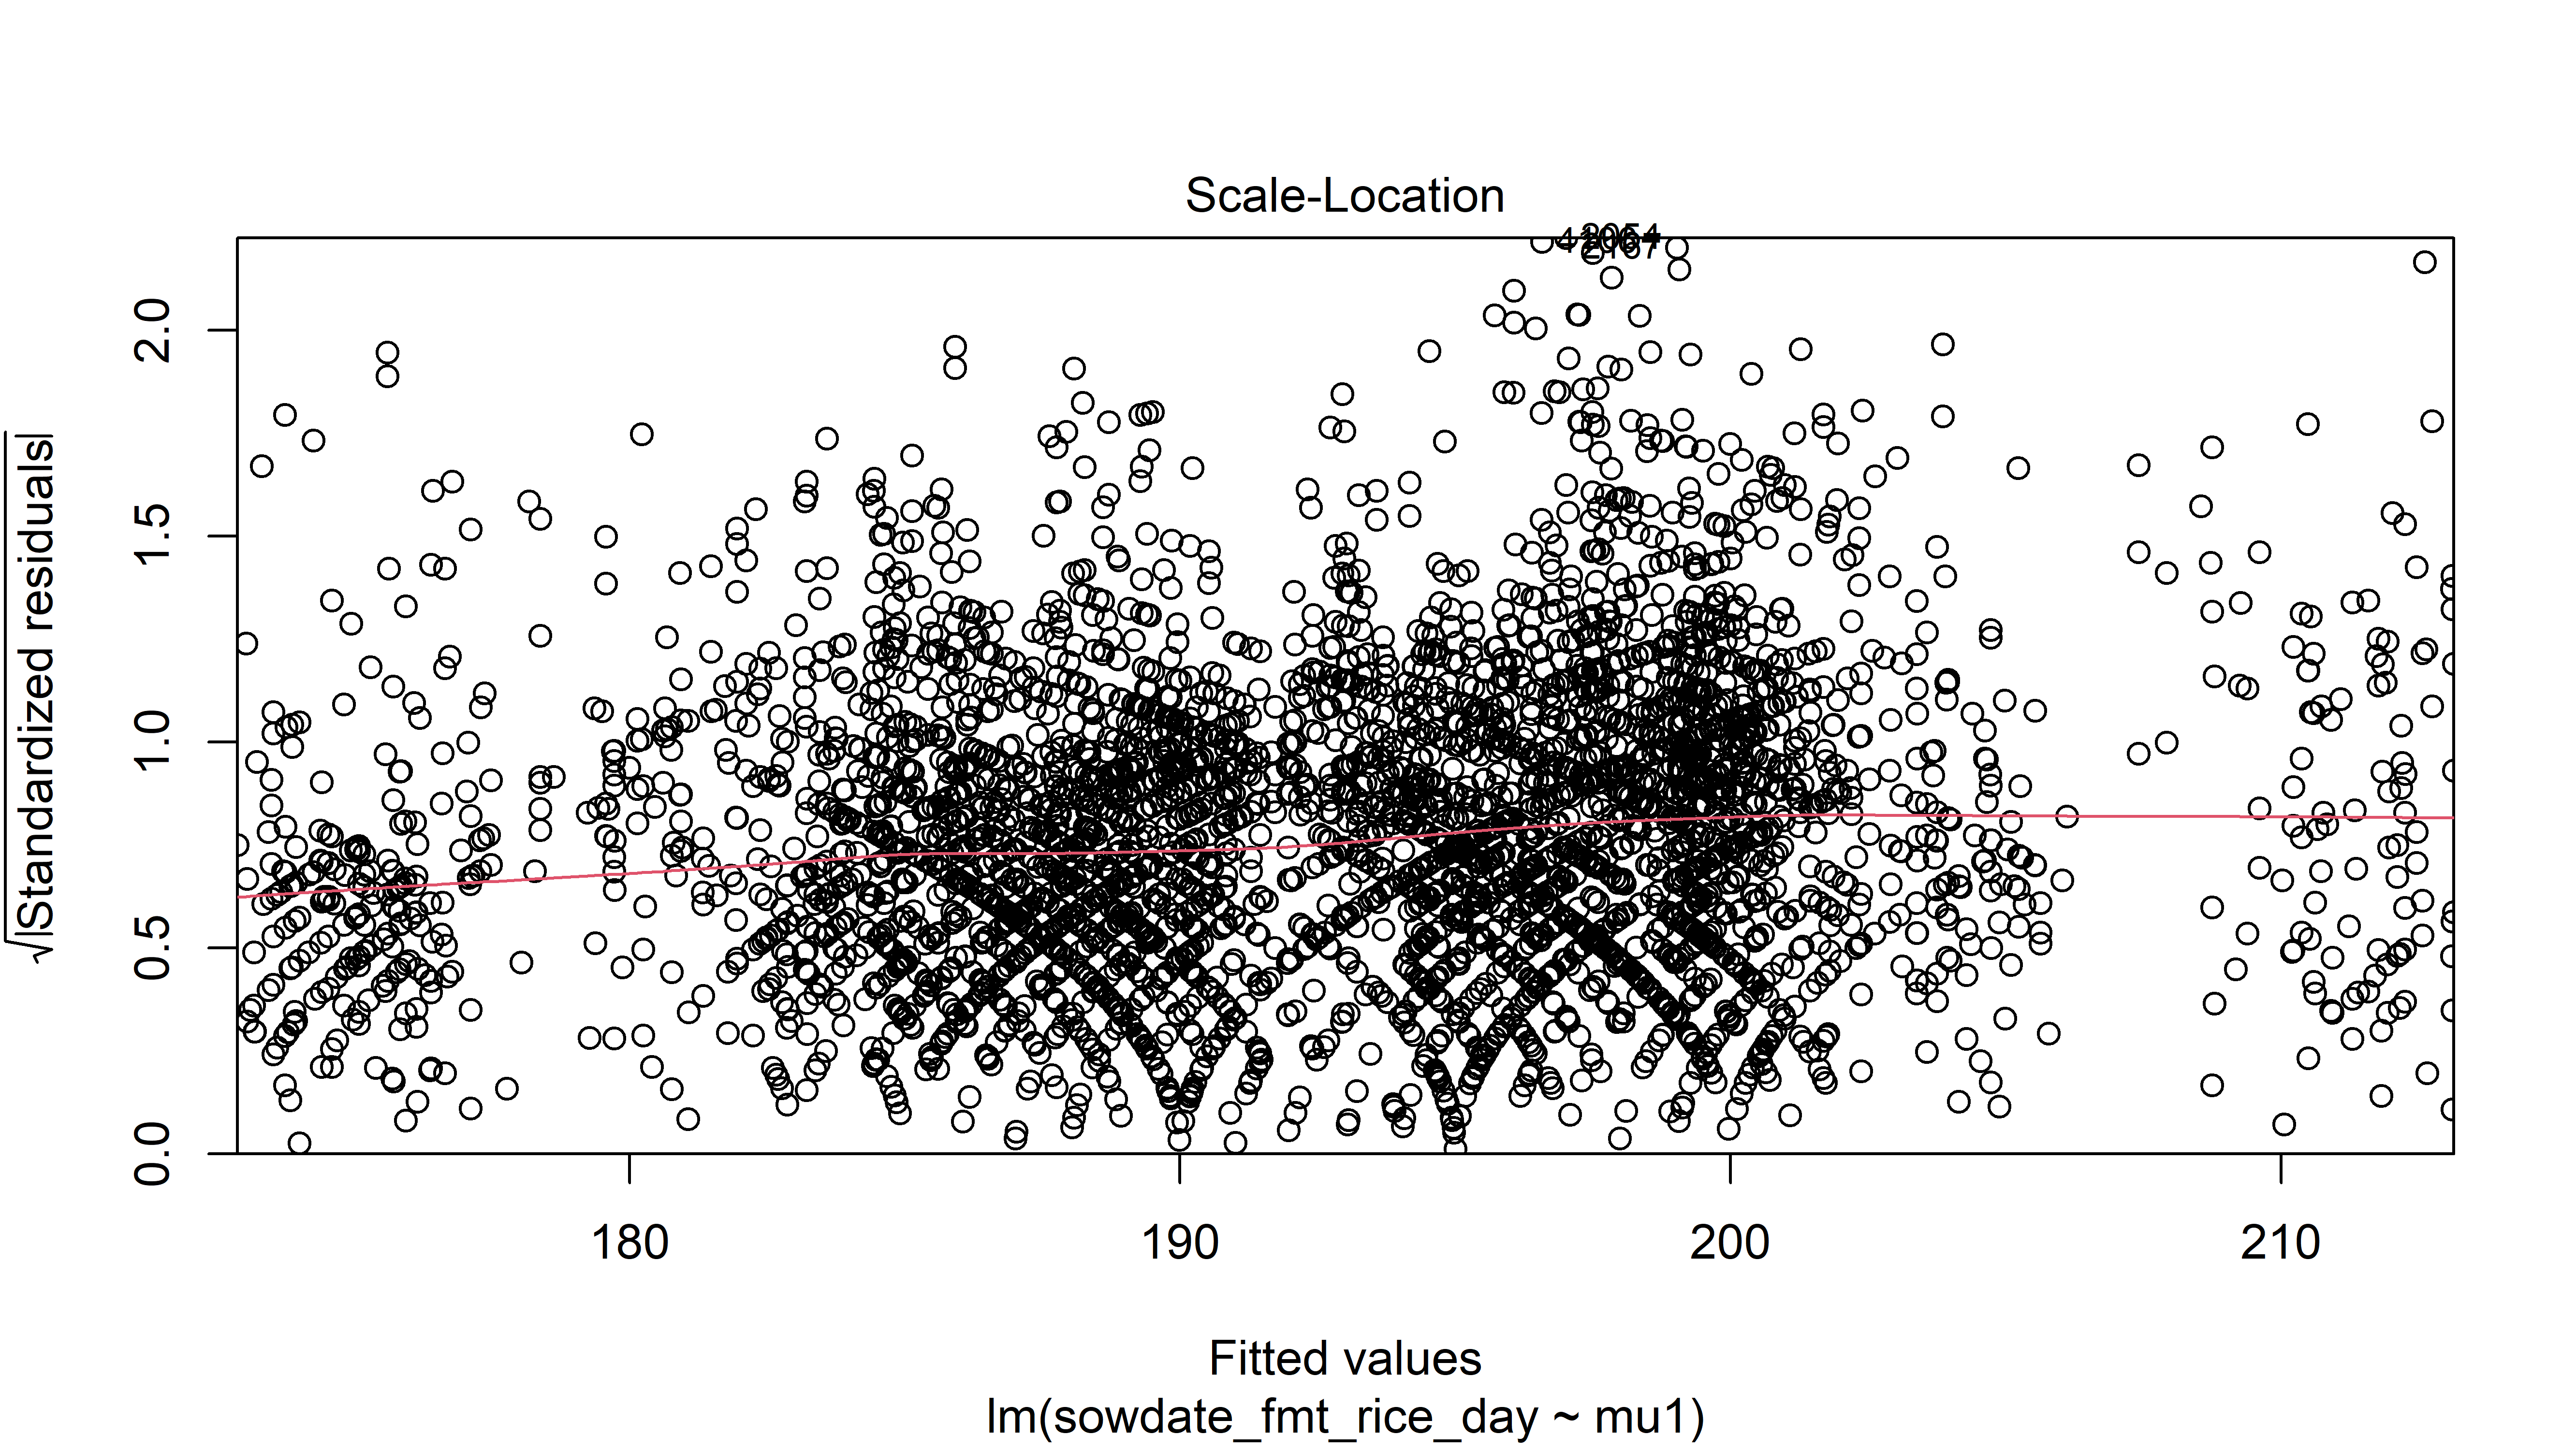 Scale-Location
√|Standardized residuals|
2.0
1.5
1.0
0.5
0.0
180 190 200 210
Fitted values
lm(sowdate_fmt_rice_day ~ mu1)